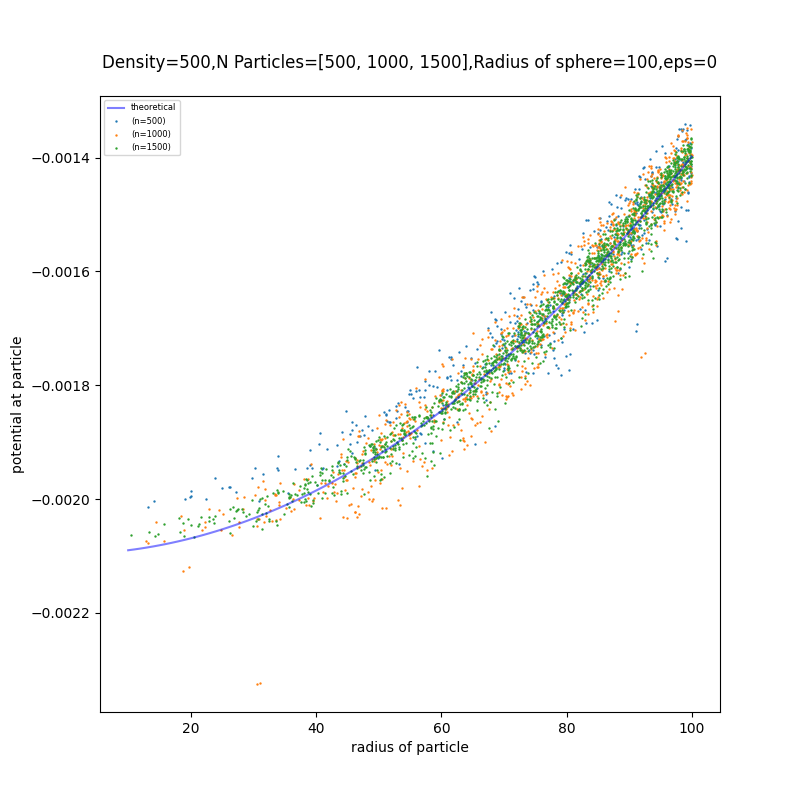 Density=500,N Particles=[500, 1000, 1500],Radius of sphere=100,eps=0
theoretical
(n=500)
(n=1000)
(n=1500)
−0.0014
−0.0016
−0.0018
−0.0020
−0.0022
potential at particle
20 40 60 80 100
radius of particle